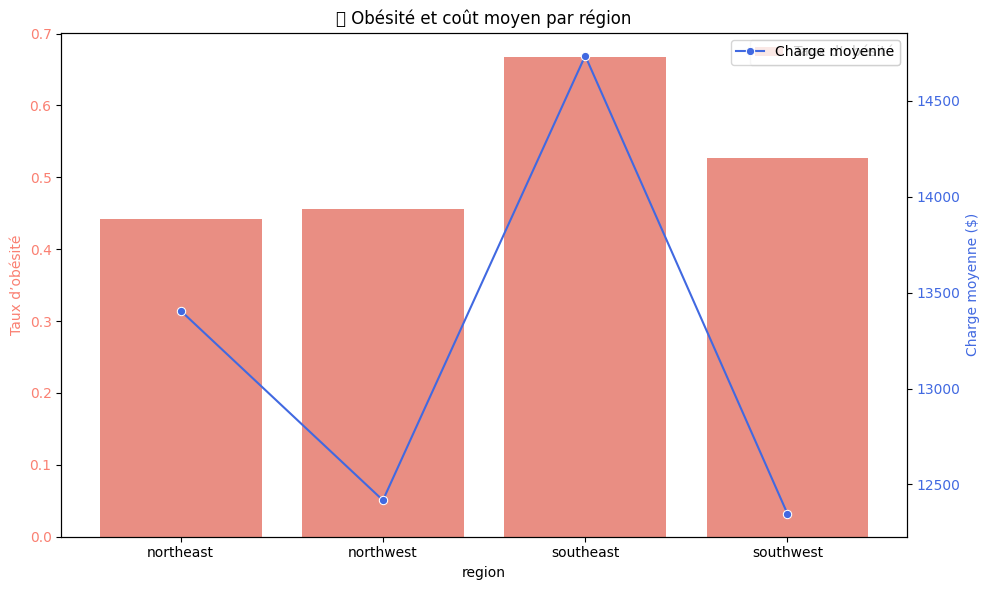 Obésité et coût moyen par région
Charge moyenne
0.7
0.6
0.5
0.4
0.3
0.2
0.1
0.0
Taux d'obésité
14500
14000
13500
13000
12500
Charge moyenne ($)
northeast northwest southeast southwest
region